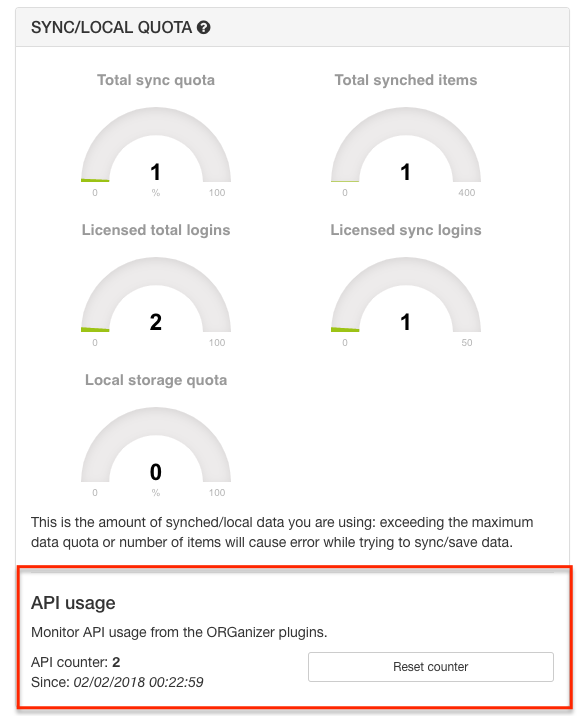 SYNC/LOCAL QUOTA ?
Total sync quota
1
0 % 100
Total synched items
1
0 400
Licensed total logins
2
0 100
Licensed sync logins
1
0 50
Local storage quota
0
0 % 100
This is the amount of synched/local data you are using: exceeding the maximum
data quota or number of items will cause error while trying to sync/save data.
API usage
Monitor API usage from the ORGanizer plugins.
API counter: 2
Since: 02/02/2018 00:22:59
Reset counter